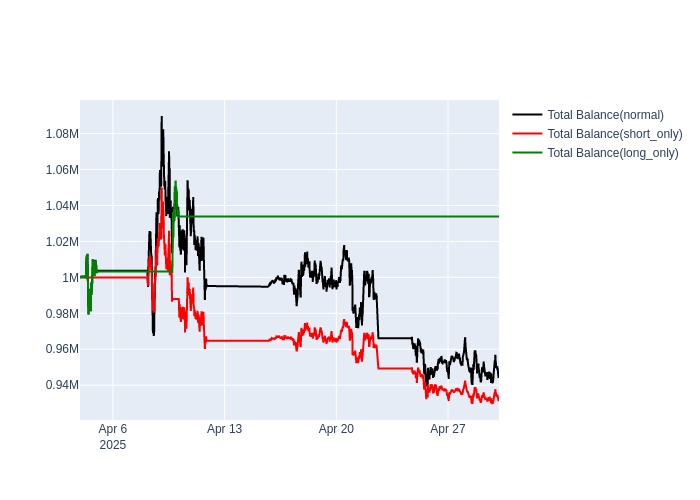 1.08M
1.06M
1.04M
1.02M
1M
0.98M
0.96M
0.94M
Apr 6
2025
Apr 13
Apr 20
Apr 27
Total Balance(normal)
Total Balance(short_only)
Total Balance(long_only)